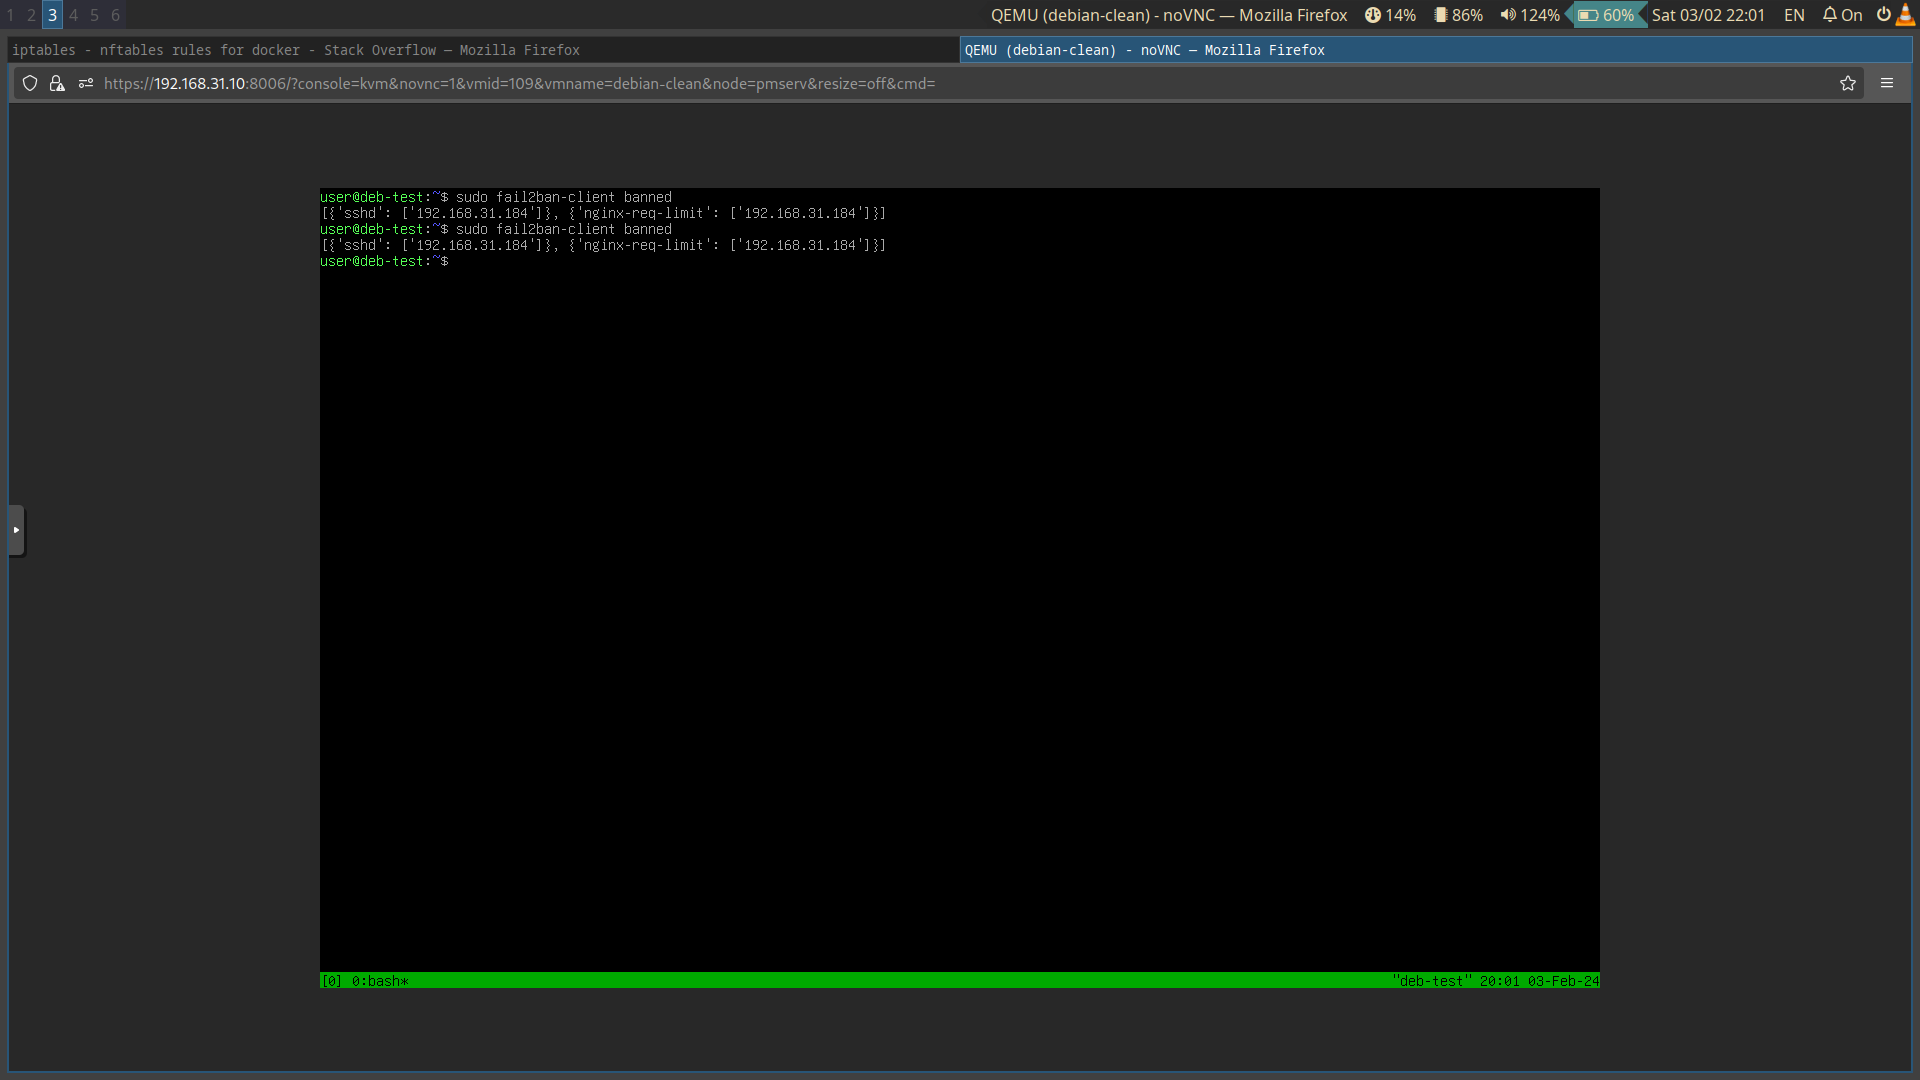 1 2 3 4 5 6
QEMU (debian-clean) - noVNC — Mozilla Firefox 14% 86% 124% 60% Sat 03/02 22:01 EN On
iptables - nftables rules for docker - Stack Overflow — Mozilla Firefox
QEMU (debian-clean) - noVNC — Mozilla Firefox
https://192.168.31.10:8006/?console=kvm&novnc=1&vmid=109&vmname=debian-clean&node=pmserv&resize=off&cmd=
user@deb-test:~$ sudo fail2ban-client banned
[{'sshd': ['192.168.31.184']}, {'nginx-req-limit': ['192.168.31.184']}]
user@deb-test:~$ sudo fail2ban-client banned
[{'sshd': ['192.168.31.184']}, {'nginx-req-limit': ['192.168.31.184']}]
user@deb-test:~$
[0] 0:bash* "deb-test" 20:01 03-Feb-24